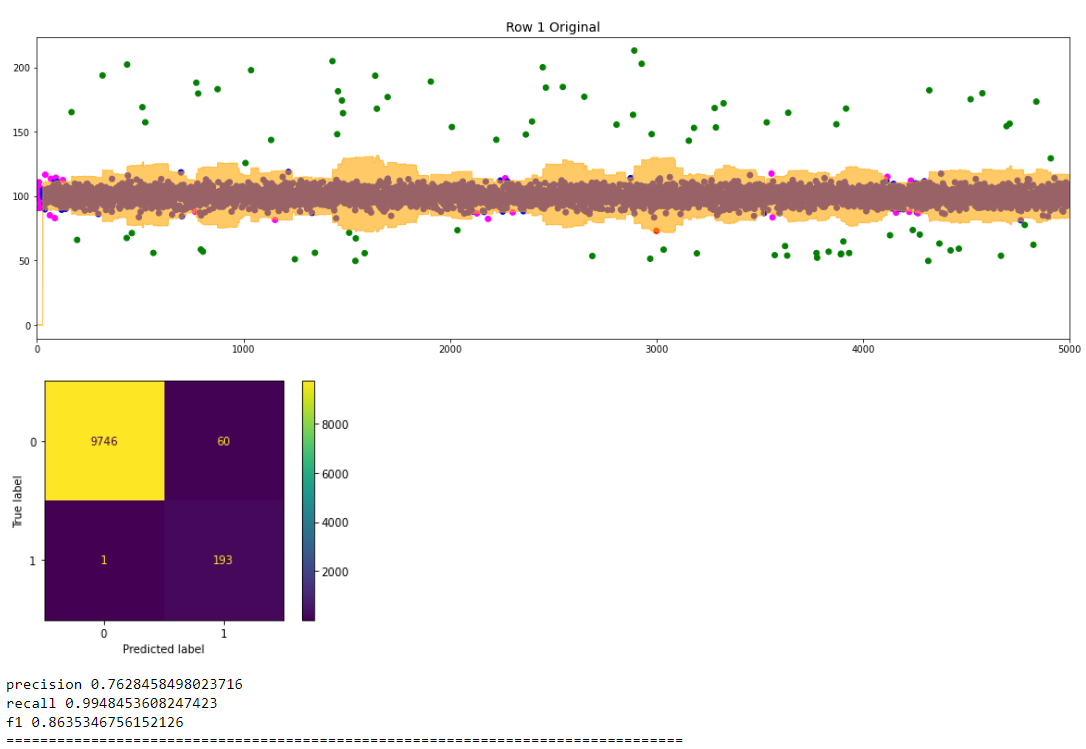 Row 1 Original
200
150
100
50
0
0 1000 2000 3000 4000 5000
9746 60
1 193
0
1
True label
0 1
Predicted label
8000
6000
4000
2000
precision 0.7628458498023716
recall 0.9948453608247423
f1 0.8635346756152126
================================================================================